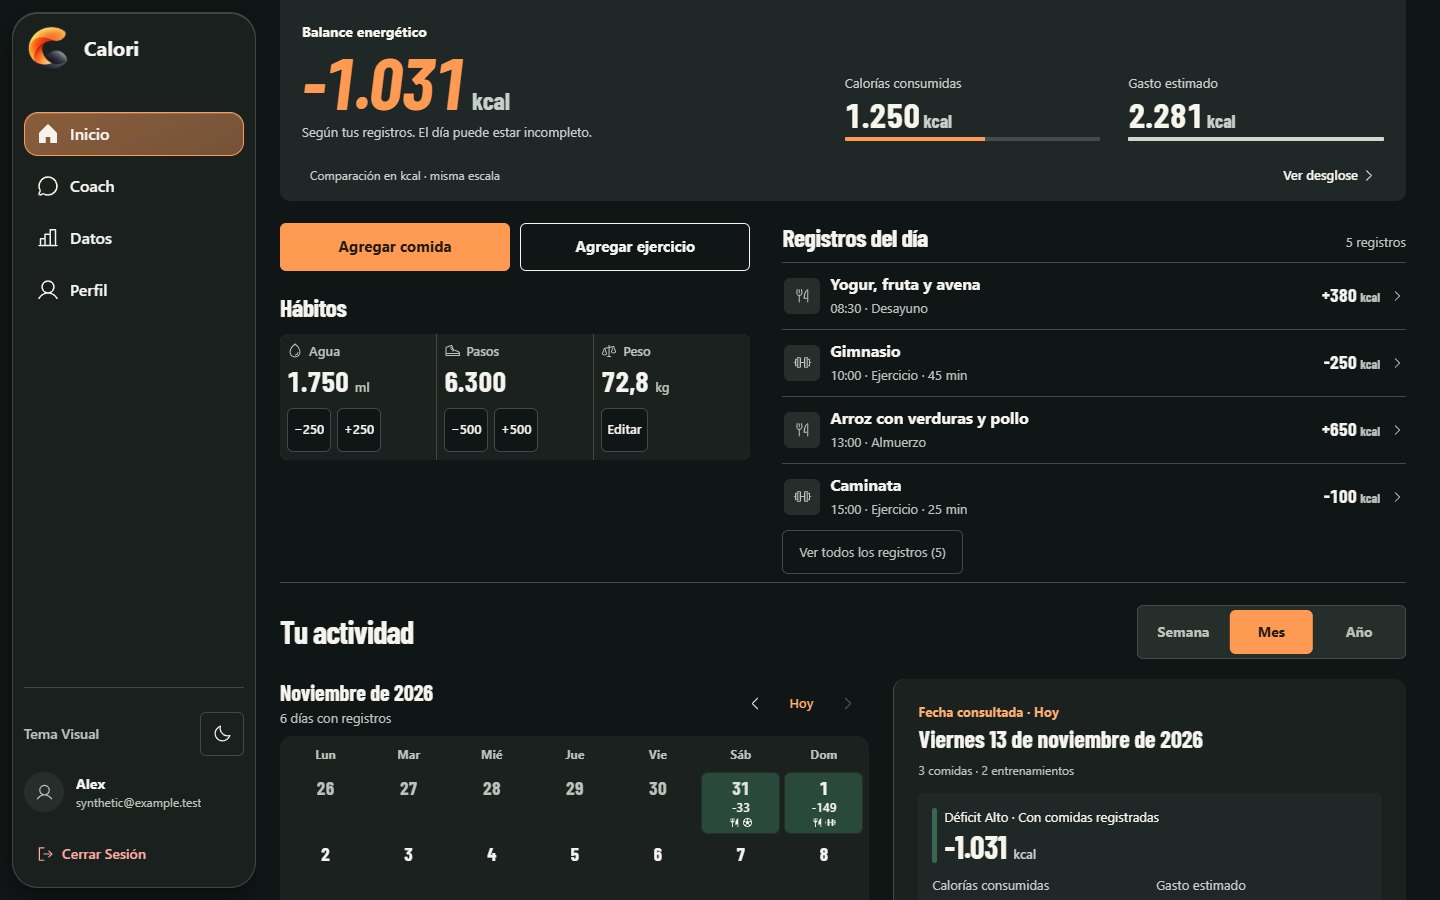 Calori
Inicio
Coach
Datos
Perfil
Tema Visual
Alex
synthetic@example.test
Cerrar Sesión
Balance energético
-1.031 kcal
Según tus registros. El día puede estar incompleto.
Calorías consumidas
1.250 kcal
Gasto estimado
2.281 kcal
Comparación en kcal · misma escala
Ver desglose
Agregar comida
Agregar ejercicio
Hábitos
Agua
1.750 ml
−250 +250
Pasos
6.300
−500 +500
Peso
72,8 kg
Editar
Registros del día
5 registros
Yogur, fruta y avena
08:30 · Desayuno
+380 kcal
Gimnasio
10:00 · Ejercicio · 45 min
-250 kcal
Arroz con verduras y pollo
13:00 · Almuerzo
+650 kcal
Caminata
15:00 · Ejercicio · 25 min
-100 kcal
Ver todos los registros (5)
Tu actividad
Semana Mes Año
Noviembre de 2026
6 días con registros
Hoy
Lun Mar Mié Jue Vie Sáb Dom
26 27 28 29 30 31 1
-33 -149
2 3 4 5 6 7 8
Fecha consultada · Hoy
Viernes 13 de noviembre de 2026
3 comidas · 2 entrenamientos
Déficit Alto · Con comidas registradas
-1.031 kcal
Calorías consumidas
Gasto estimado